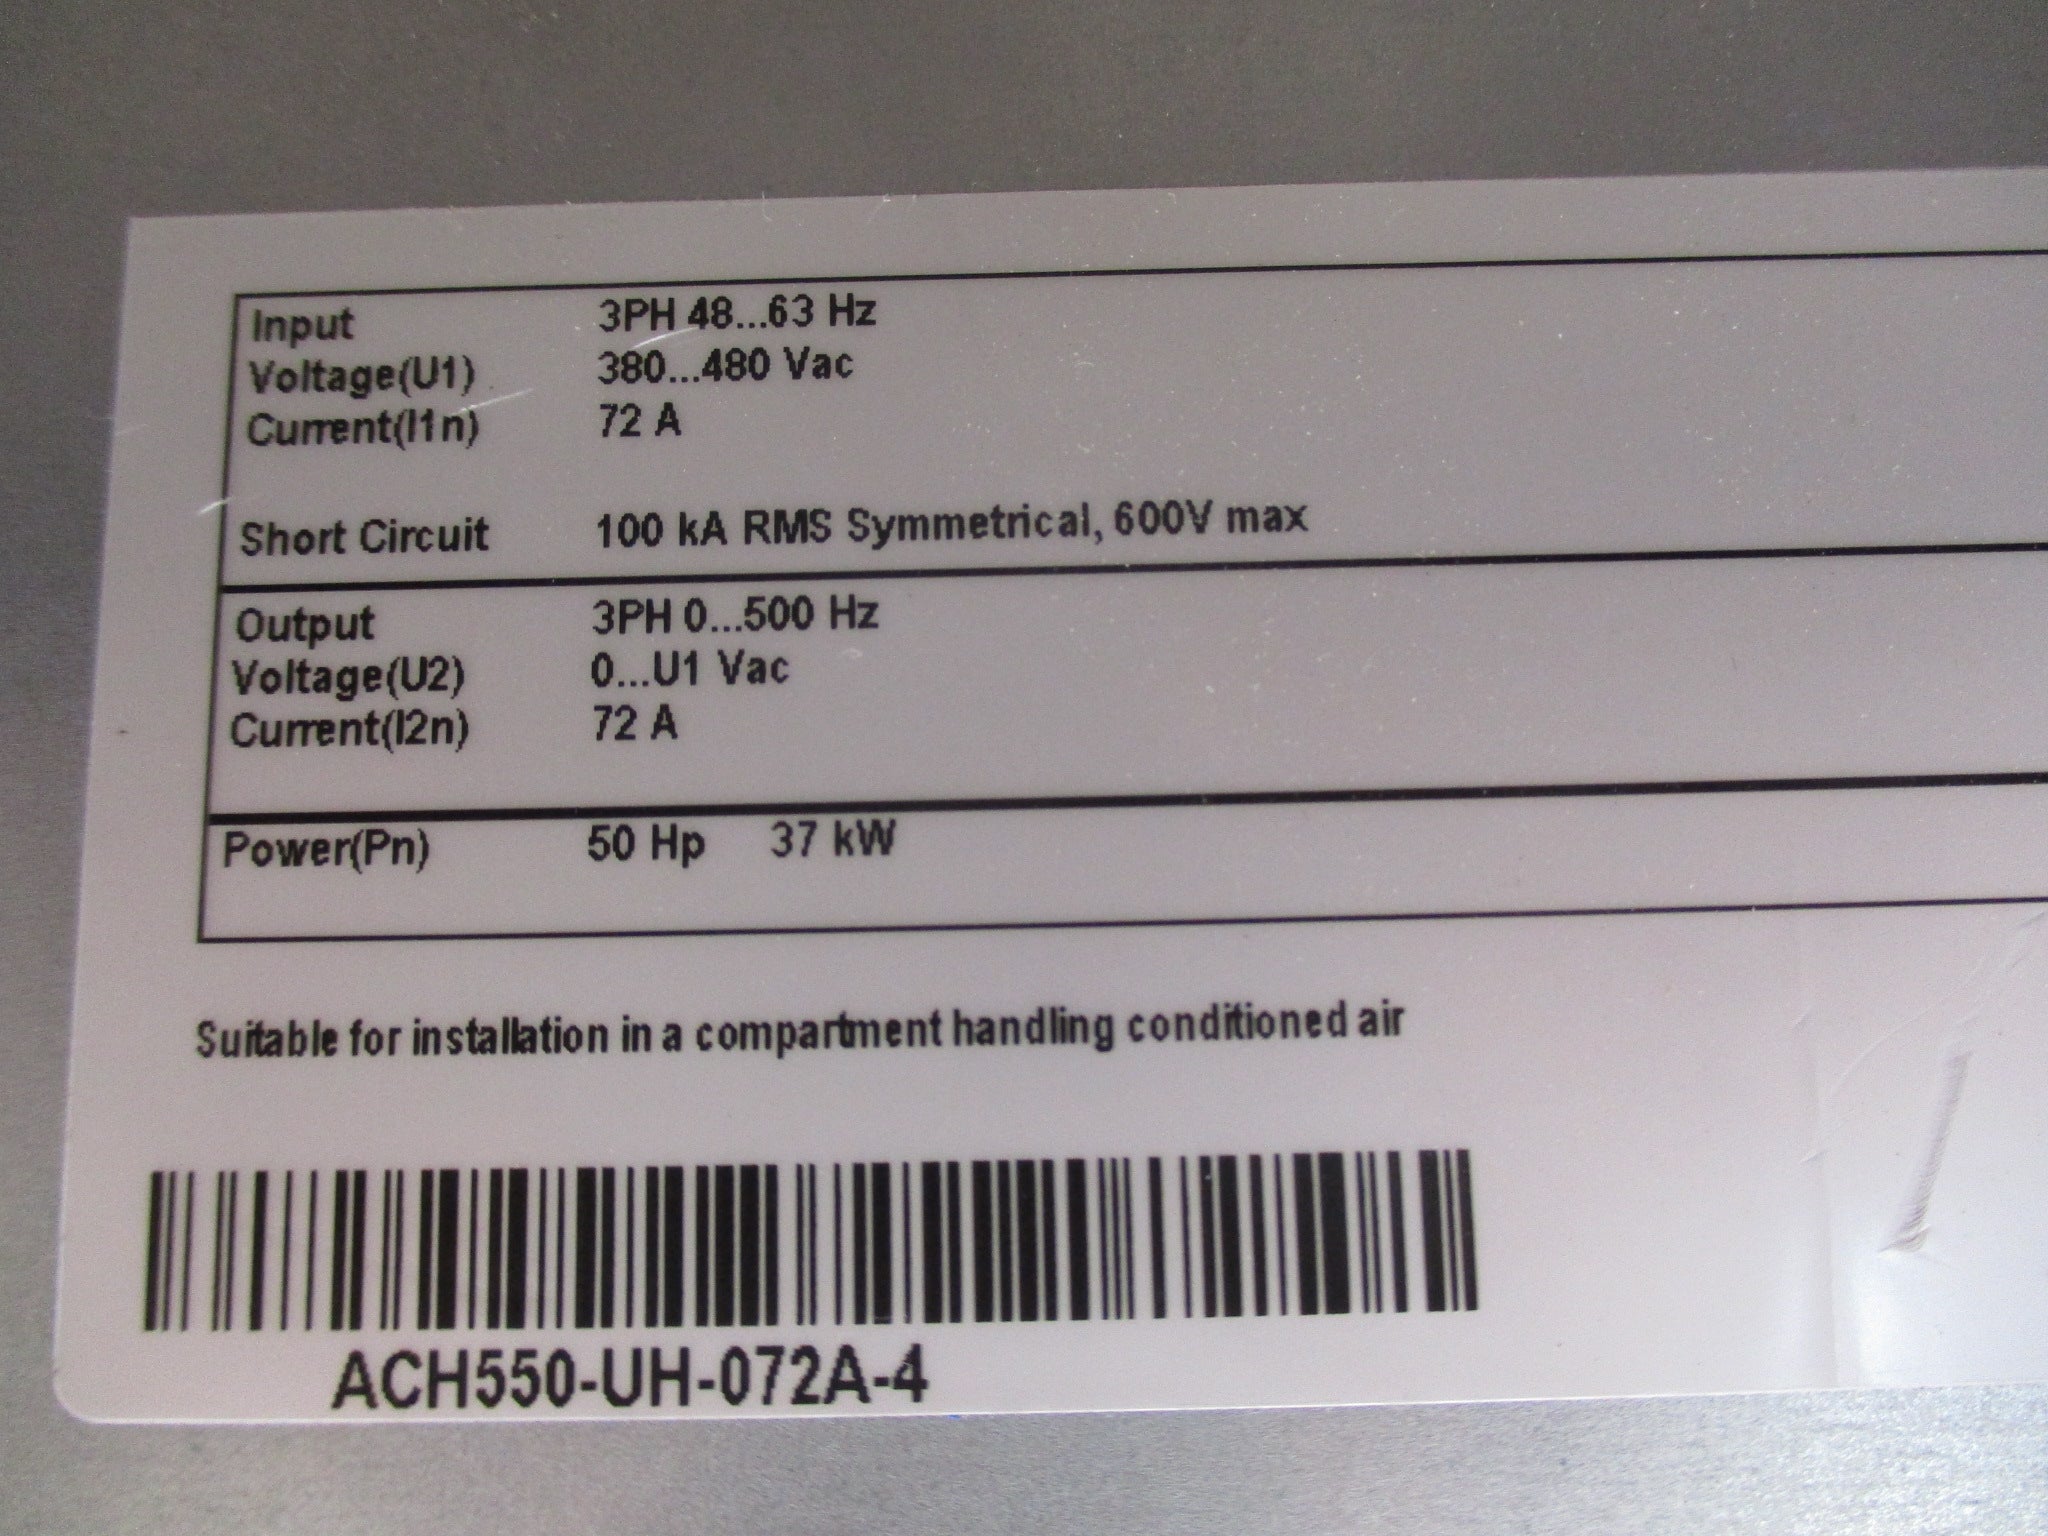 Input 3PH 48...63 Hz
Voltage(U1) 380...480 Vac
Current(I1n) 72 A
Short Circuit 100 kA RMS Symmetrical, 600V max
Output 3PH 0...500 Hz
Voltage(U2) 0...U1 Vac
Current(I2n) 72 A
Power(Pn) 50 Hp 37 kW
Suitable for installation in a compartment handling conditioned air
ACH550-UH-072A-4